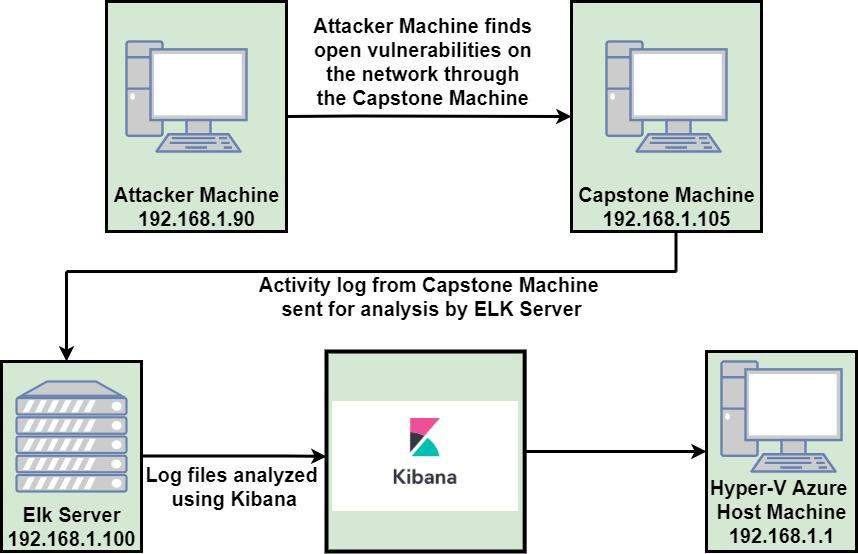 Attacker Machine finds
open vulnerabilities on
the network through
the Capstone Machine
Attacker Machine
192.168.1.90
Capstone Machine
192.168.1.105
Activity log from Capstone Machine
sent for analysis by ELK Server
Elk Server
192.168.1.100
Log files analyzed
using Kibana
Kibana
Hyper-V Azure
Host Machine
192.168.1.1